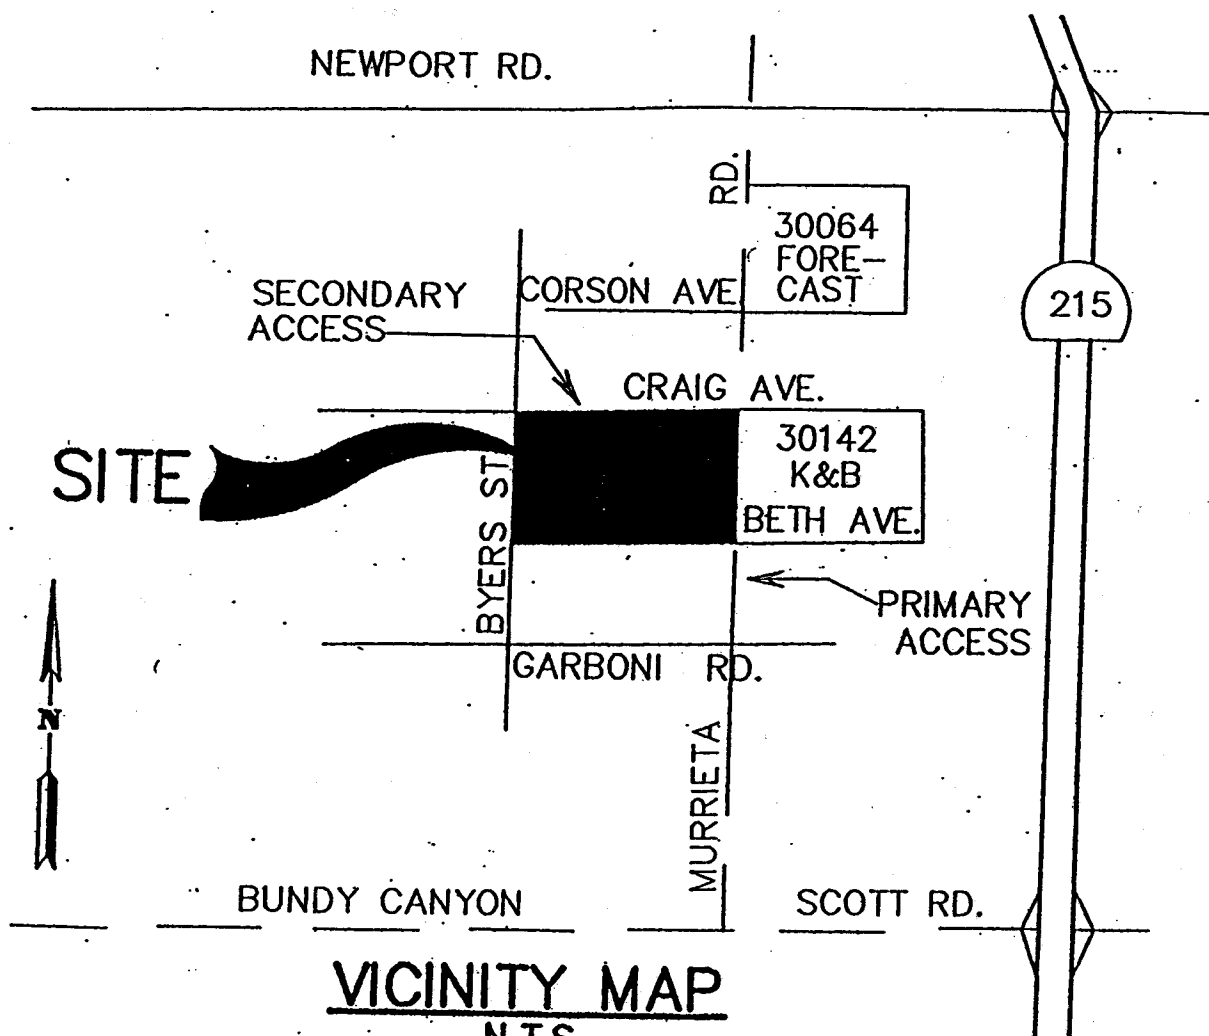 NEWPORT RD.
RD.
30064
FORE-
CAST
SECONDARY
ACCESS
CORSON AVE
215
CRAIG AVE.
SITE
30142
K&B
BETH AVE.
BYERS ST
PRIMARY
ACCESS
GARBONI RD.
N
MURRIETA
BUNDY CANYON
SCOTT RD.
VICINITY MAP
N.T.S.